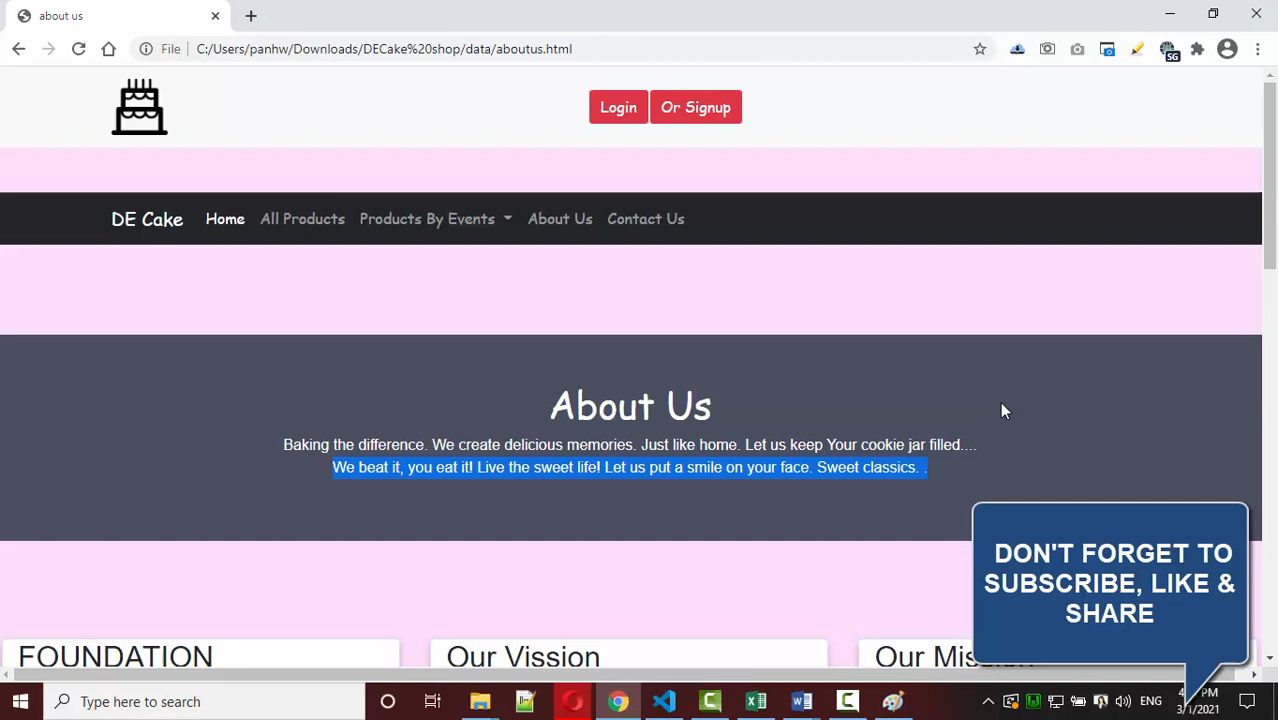 about us
File
C:/Users/panhw/Downloads/DECake%20shop/data/aboutus.html
SG
Login
Or Signup
DE Cake
Home
All Products
Products By Events
About Us
Contact Us
About Us
Baking the difference. We create delicious memories. Just like home. Let us keep Your cookie jar filled....
We beat it, you eat it! Live the sweet life! Let us put a smile on your face. Sweet classics. .
DON'T FORGET TO
SUBSCRIBE, LIKE &
SHARE
FOUNDATION
Our Vission
Our
Type here to search
ENG
PM
3/1/2021